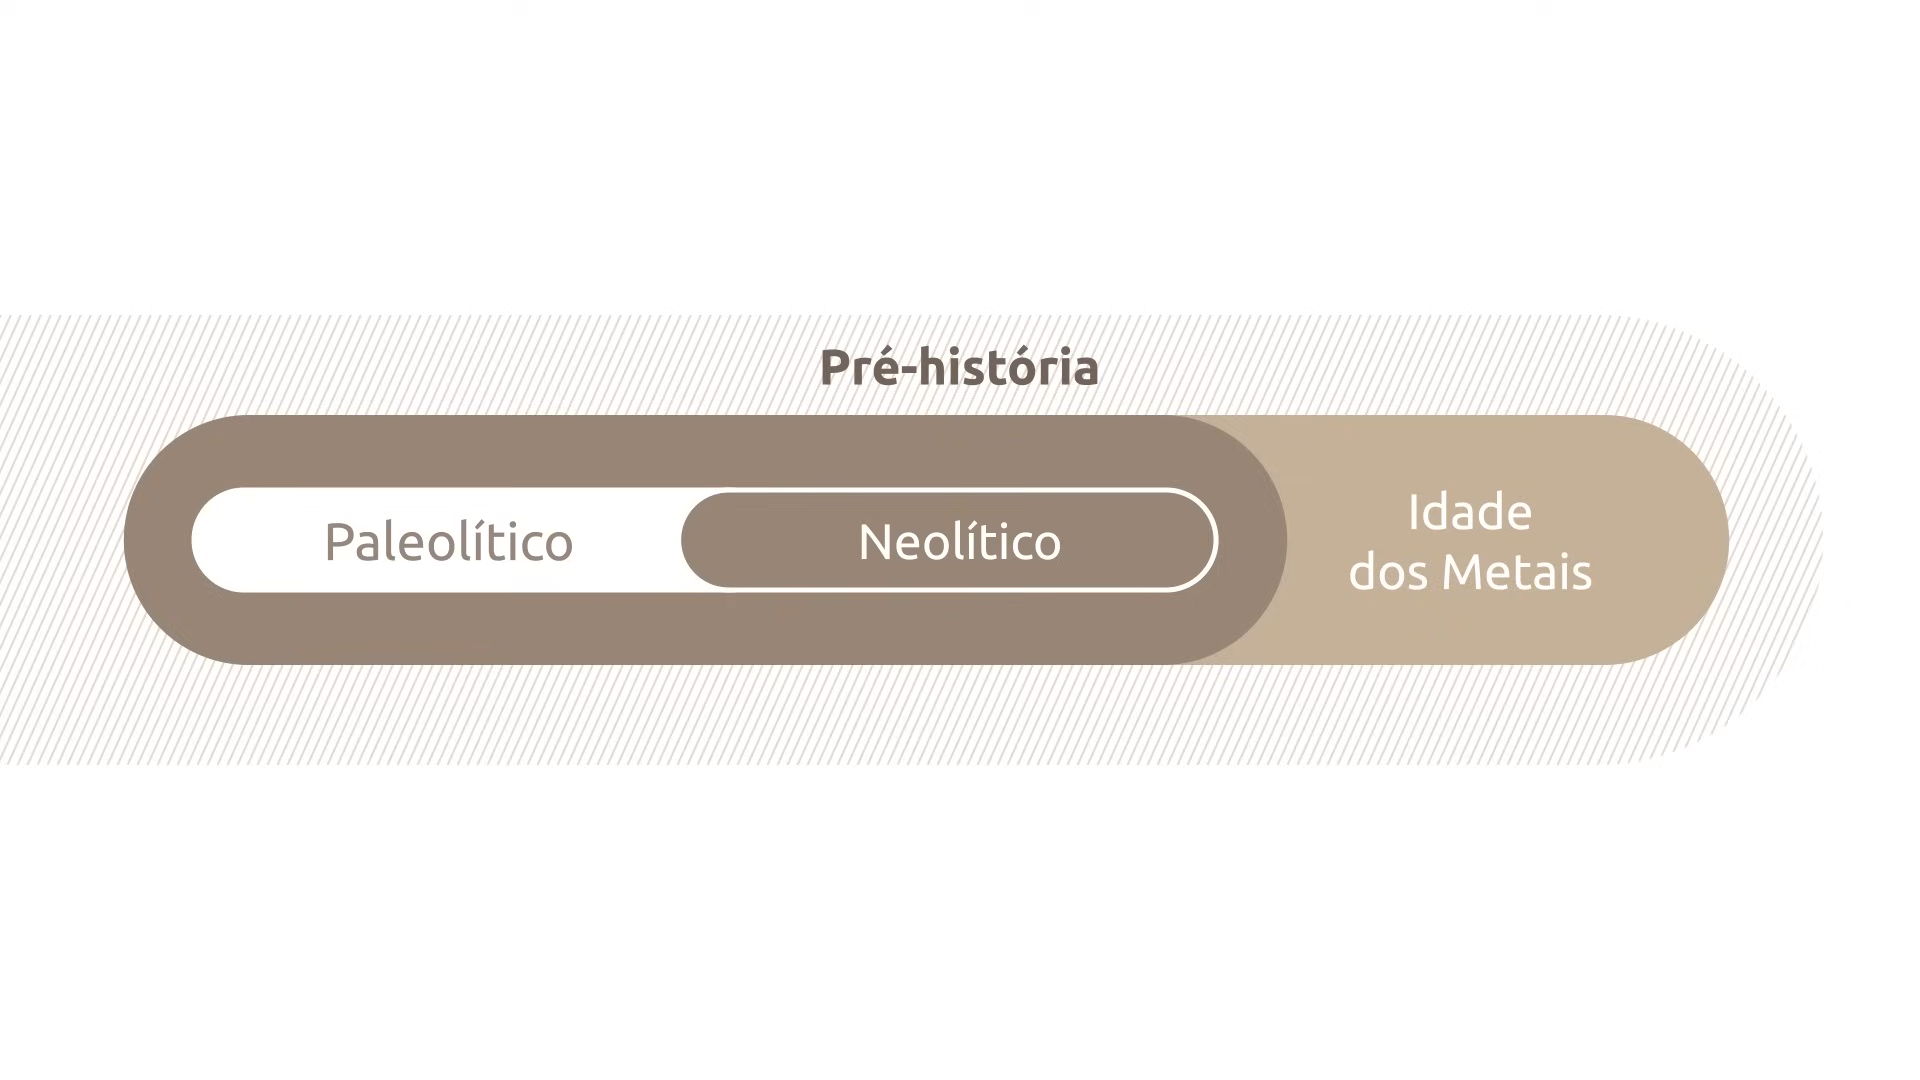 Pré-história
Paleolítico
Neolítico
Idade
dos Metais